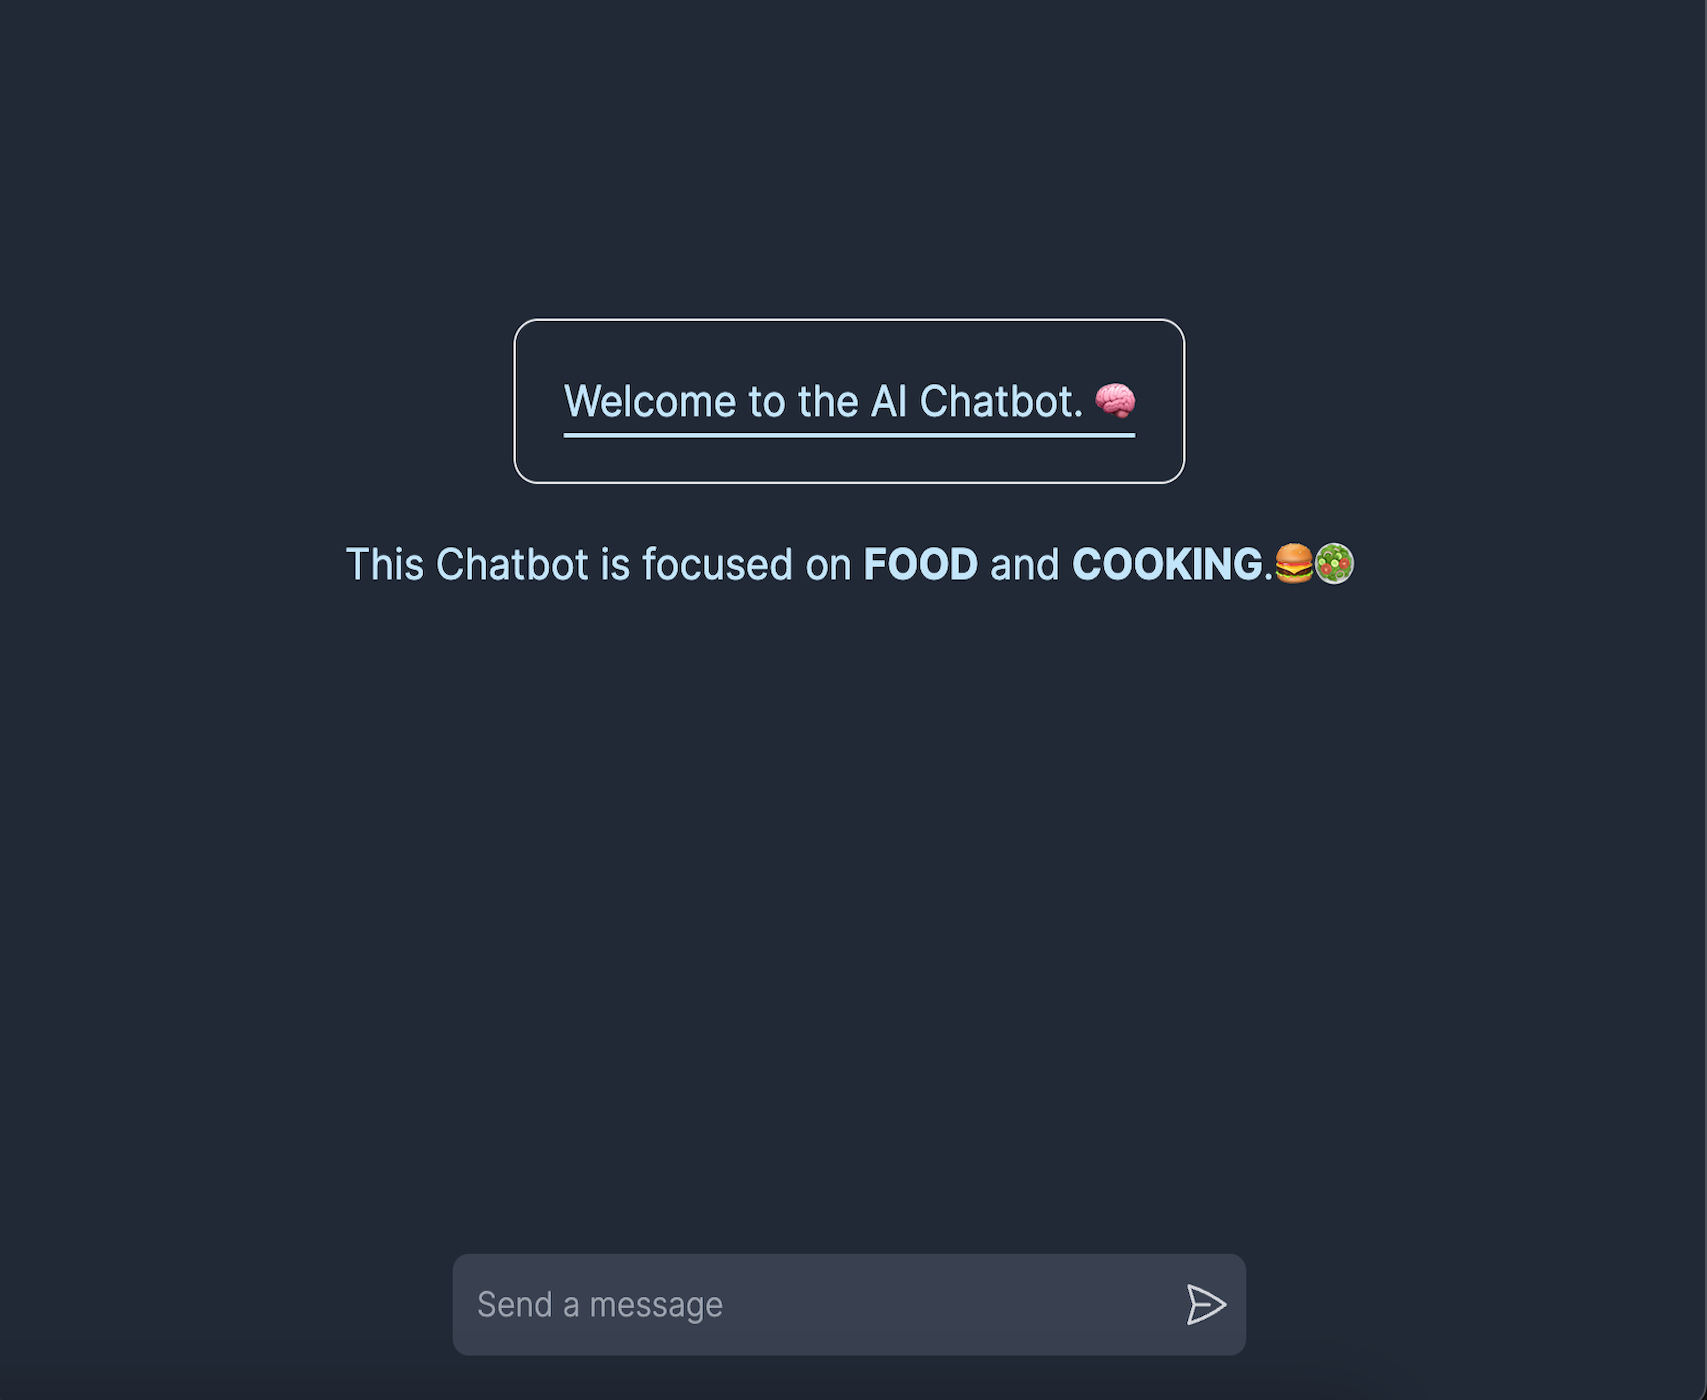 Welcome to the AI Chatbot. 🧠
This Chatbot is focused on FOOD and COOKING.🍔🥗
Send a message